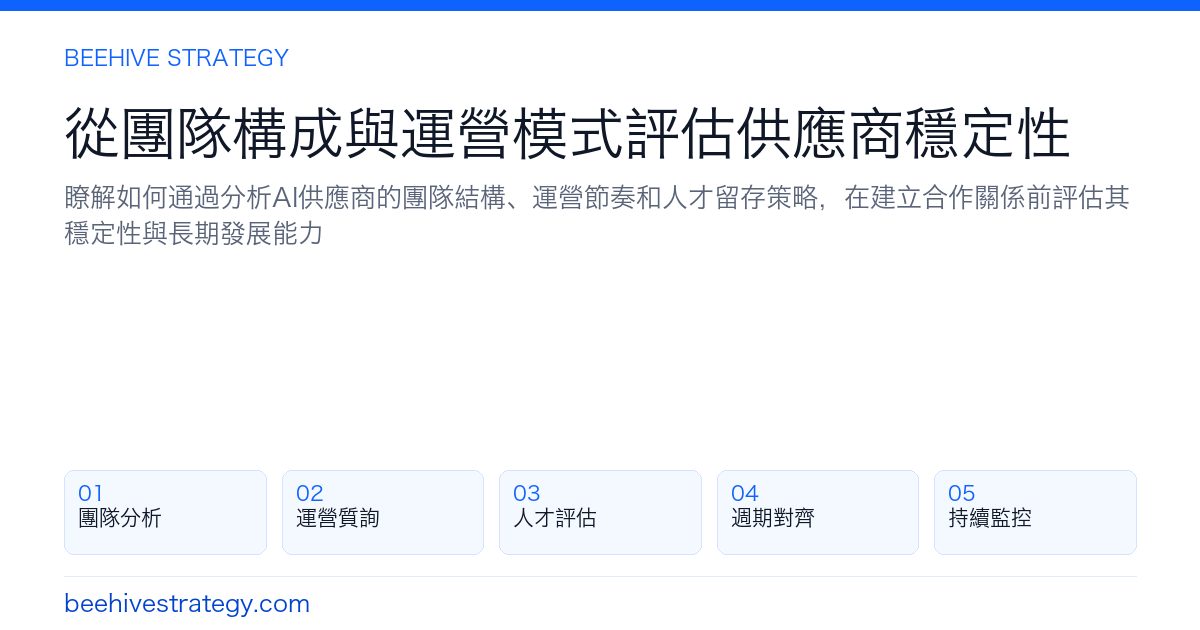 BEEHIVE STRATEGY
從團隊構成與運營模式評估供應商穩定性
瞭解如何通過分析AI供應商的團隊結構、運營節奏和人才留存策略，在建立合作關係前評估其
穩定性與長期發展能力
01
團隊分析
02
運營質詢
03
人才評估
04
週期對齊
05
持續監控
beehivestrategy.com